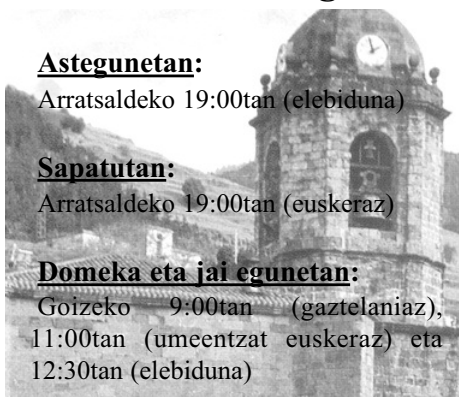 Astegunetan:
Arratsaldeko 19:00tan (elebiduna)
Sapatutan:
Arratsaldeko 19:00tan (euskeraz)
Domeka eta jai egunetan:
Goizeko 9:00tan (gaztelaniaz),
11:00tan (umeentzat euskeraz) eta
12:30tan (elebiduna)